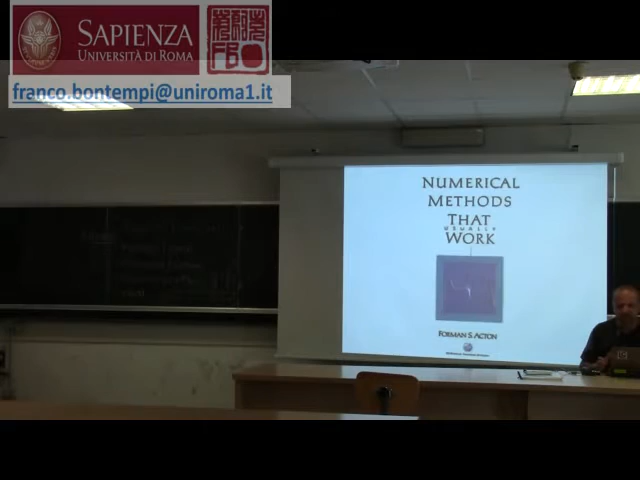 SAPIENZA
UNIVERSITÀ DI ROMA
franco.bontempi@uniroma1.it
NUMERICAL
METHODS
THAT
USUALLY
WORK
FORMAN S. ACTON